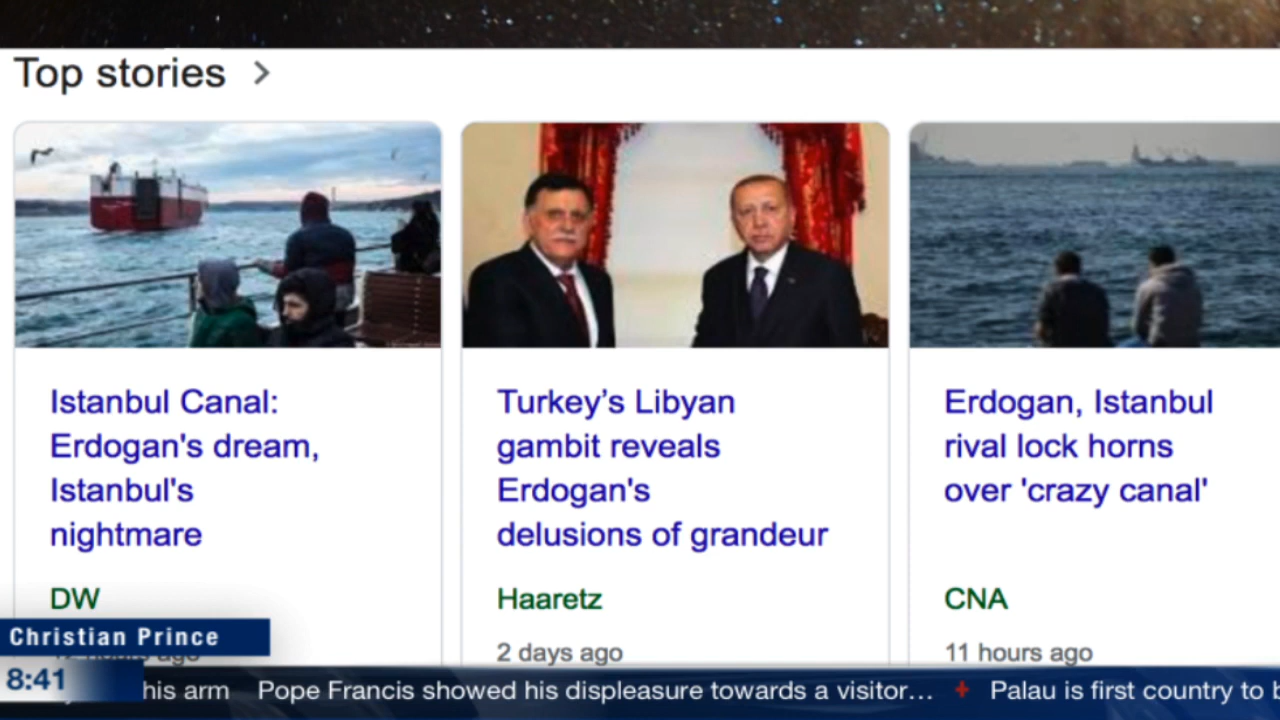 Top stories >
Istanbul Canal:
Erdogan's dream,
Istanbul's
nightmare
DW
Turkey’s Libyan
gambit reveals
Erdogan's
delusions of grandeur
Haaretz
2 days ago
Erdogan, Istanbul
rival lock horns
over 'crazy canal'
CNA
11 hours ago
Christian Prince
8:41
his arm Pope Francis showed his displeasure towards a visitor… Palau is first country to b